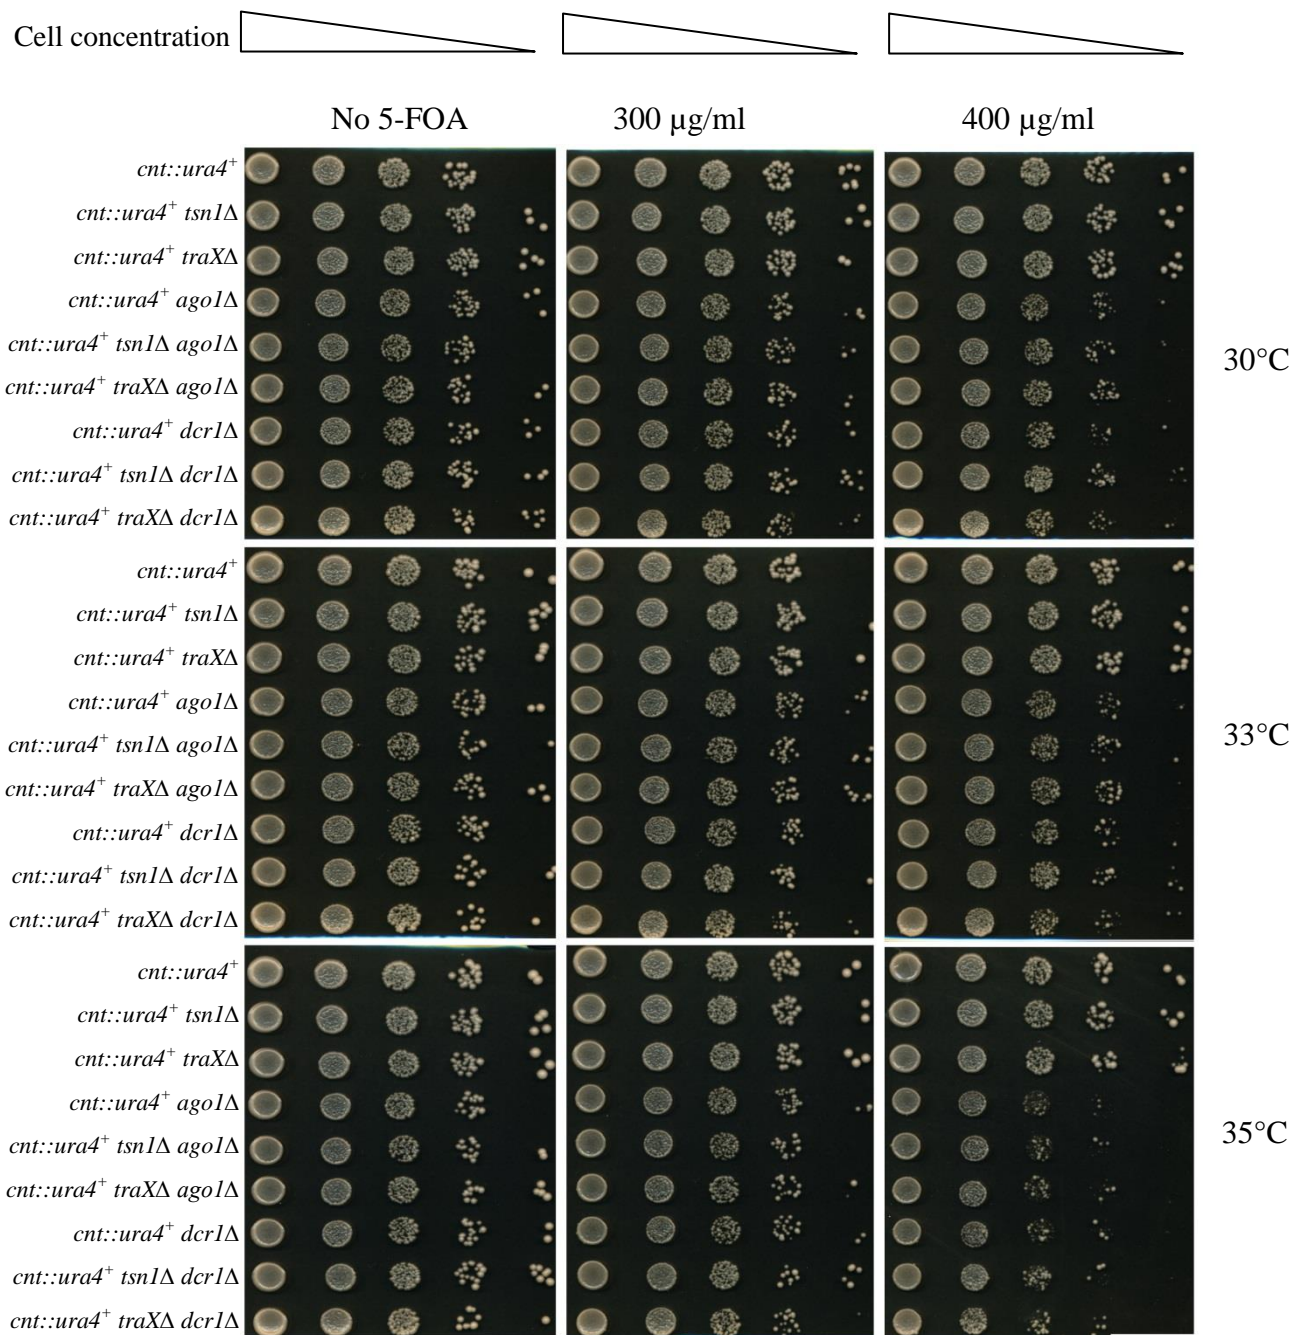 Cell concentration
No 5-FOA 300 µg/ml 400 µg/ml
cnt::ura4⁺
cnt::ura4⁺ tsn1Δ
cnt::ura4⁺ traXΔ
cnt::ura4⁺ ago1Δ
cnt::ura4⁺ tsn1Δ ago1Δ
cnt::ura4⁺ traXΔ ago1Δ
cnt::ura4⁺ dcr1Δ
cnt::ura4⁺ tsn1Δ dcr1Δ
cnt::ura4⁺ traXΔ dcr1Δ
30°C
cnt::ura4⁺
cnt::ura4⁺ tsn1Δ
cnt::ura4⁺ traXΔ
cnt::ura4⁺ ago1Δ
cnt::ura4⁺ tsn1Δ ago1Δ
cnt::ura4⁺ traXΔ ago1Δ
cnt::ura4⁺ dcr1Δ
cnt::ura4⁺ tsn1Δ dcr1Δ
cnt::ura4⁺ traXΔ dcr1Δ
33°C
cnt::ura4⁺
cnt::ura4⁺ tsn1Δ
cnt::ura4⁺ traXΔ
cnt::ura4⁺ ago1Δ
cnt::ura4⁺ tsn1Δ ago1Δ
cnt::ura4⁺ traXΔ ago1Δ
cnt::ura4⁺ dcr1Δ
cnt::ura4⁺ tsn1Δ dcr1Δ
cnt::ura4⁺ traXΔ dcr1Δ
35°C